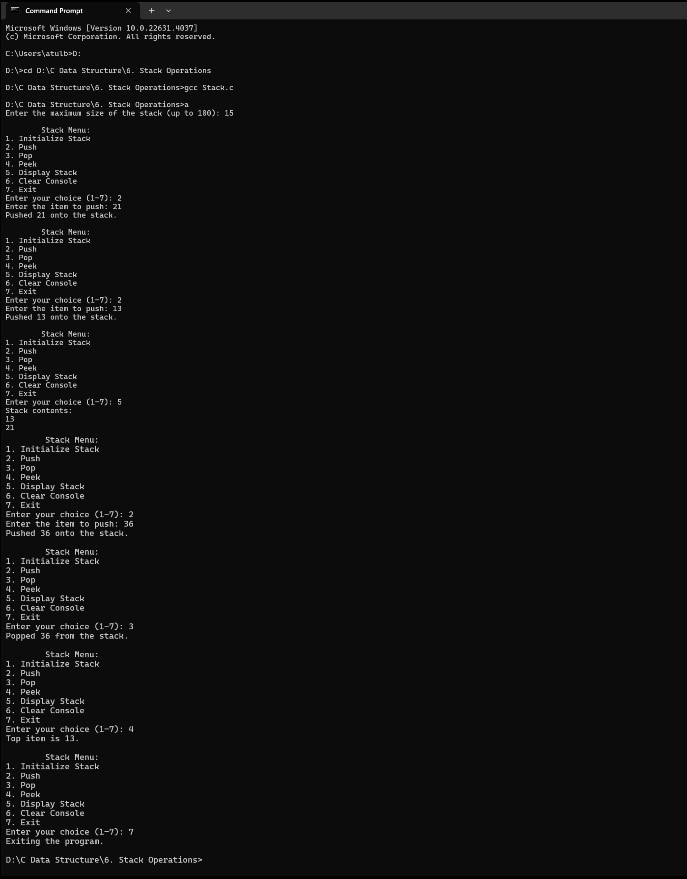 Command Prompt
Microsoft Windows [Version 10.0.22631.4037]
(c) Microsoft Corporation. All rights reserved.
C:\Users\atulb>D:
D:\>cd D:\C Data Structure\6. Stack Operations
D:\C Data Structure\6. Stack Operations>gcc Stack.c
D:\C Data Structure\6. Stack Operations>a
Enter the maximum size of the stack (up to 100): 15
Stack Menu:
1. Initialize Stack
2. Push
3. Pop
4. Peek
5. Display Stack
6. Clear Console
7. Exit
Enter your choice (1-7): 2
Enter the item to push: 21
Pushed 21 onto the stack.
Stack Menu:
1. Initialize Stack
2. Push
3. Pop
4. Peek
5. Display Stack
6. Clear Console
7. Exit
Enter your choice (1-7): 2
Enter the item to push: 13
Pushed 13 onto the stack.
Stack Menu:
1. Initialize Stack
2. Push
3. Pop
4. Peek
5. Display Stack
6. Clear Console
7. Exit
Enter your choice (1-7): 5
Stack contents:
13
21
Stack Menu:
1. Initialize Stack
2. Push
3. Pop
4. Peek
5. Display Stack
6. Clear Console
7. Exit
Enter your choice (1-7): 2
Enter the item to push: 36
Pushed 36 onto the stack.
Stack Menu:
1. Initialize Stack
2. Push
3. Pop
4. Peek
5. Display Stack
6. Clear Console
7. Exit
Enter your choice (1-7): 3
Popped 36 from the stack.
Stack Menu:
1. Initialize Stack
2. Push
3. Pop
4. Peek
5. Display Stack
6. Clear Console
7. Exit
Enter your choice (1-7): 4
Top item is 13.
Stack Menu:
1. Initialize Stack
2. Push
3. Pop
4. Peek
5. Display Stack
6. Clear Console
7. Exit
Enter your choice (1-7): 7
Exiting the program.
D:\C Data Structure\6. Stack Operations>